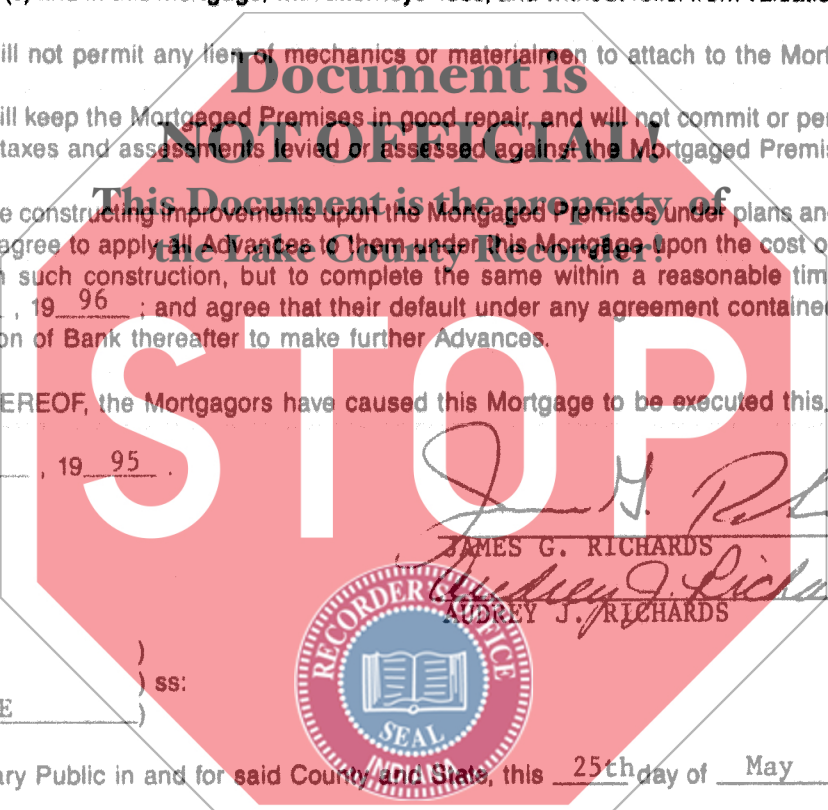 ill not permit any lien of mechanics or materialmen to attach to the Mort
Document is
ill keep the Mortgaged Premises in good repair, and will not commit or per
NOT OFFICIAL!
taxes and assessments levied or assessed against the Mortgaged Premis
This Document is the property of
e constructing improvements upon the Mortgaged Premises under plans and
agree to apply all Advances to them under this Mortgage upon the cost o
the Lake County Recorder!
such construction, but to complete the same within a reasonable tim
, 19 96 ; and agree that their default under any agreement contained
on of Bank thereafter to make further Advances.
STOP
EREOF, the Mortgagors have caused this Mortgage to be executed this,
, 19 95 .
JAMES G. RICHARDS
Audrey J. Richa
AUDREY J. RICHARDS
)
) ss:
E )
RECORDER'S OFFICE
SEAL
INDIANA
ary Public in and for said County and State, this 25th day of May